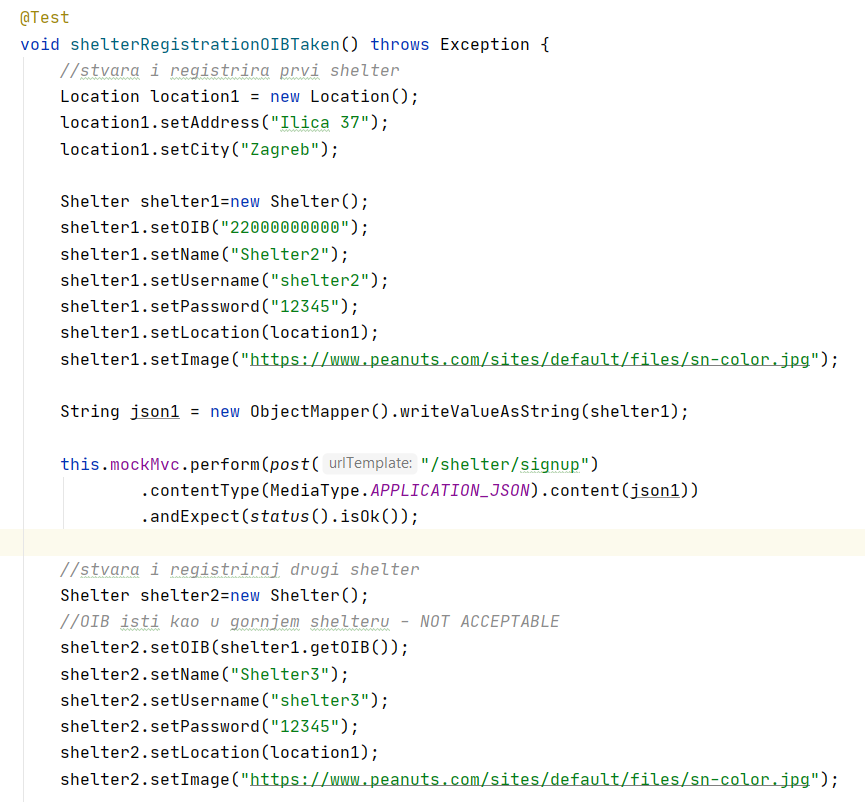 @Test
void shelterRegistrationOIBTaken() throws Exception {
    //stvara i registrira prvi shelter
    Location location1 = new Location();
    location1.setAddress("Ilica 37");
    location1.setCity("Zagreb");

    Shelter shelter1=new Shelter();
    shelter1.setOIB("22000000000");
    shelter1.setName("Shelter2");
    shelter1.setUsername("shelter2");
    shelter1.setPassword("12345");
    shelter1.setLocation(location1);
    shelter1.setImage("https://www.peanuts.com/sites/default/files/sn-color.jpg");

    String json1 = new ObjectMapper().writeValueAsString(shelter1);

    this.mockMvc.perform(post( urlTemplate: "/shelter/signup")
            .contentType(MediaType.APPLICATION_JSON).content(json1))
            .andExpect(status().isOk());

    //stvara i registriraj drugi shelter
    Shelter shelter2=new Shelter();
    //OIB isti kao u gornjem shelteru - NOT ACCEPTABLE
    shelter2.setOIB(shelter1.getOIB());
    shelter2.setName("Shelter3");
    shelter2.setUsername("shelter3");
    shelter2.setPassword("12345");
    shelter2.setLocation(location1);
    shelter2.setImage("https://www.peanuts.com/sites/default/files/sn-color.jpg");